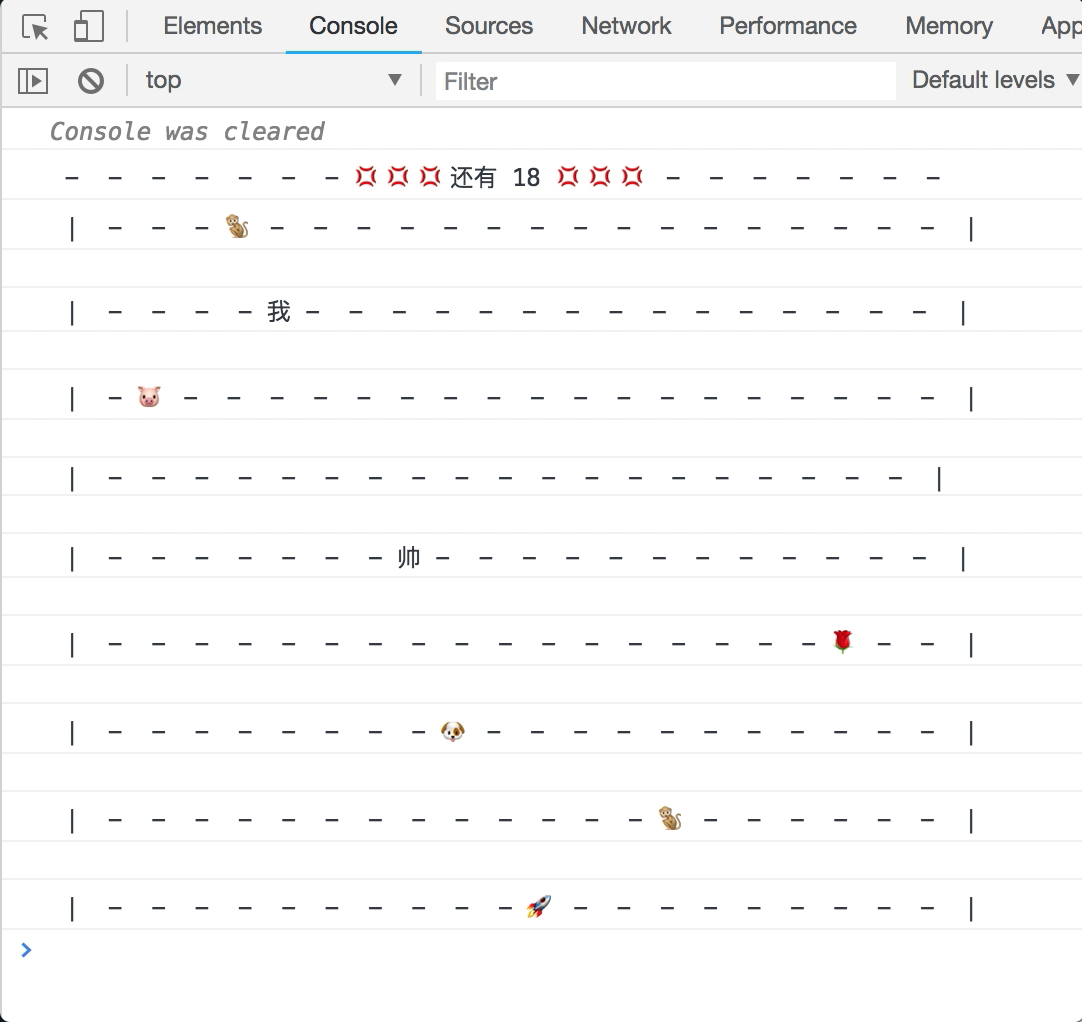 Elements Console Sources Network Performance Memory App
top ▼ Filter Default levels ▼
Console was cleared
- - - - - - - 💢 💢 💢 还有 18 💢 💢 💢 - - - - - - -
| - - - 🐒 - - - - - - - - - - - - - - - - |
| - - - - 我 - - - - - - - - - - - - - - - |
| - 🐷 - - - - - - - - - - - - - - - - - - |
| - - - - - - - - - - - - - - - - - - - |
| - - - - - - - 帅 - - - - - - - - - - - - |
| - - - - - - - - - - - - - - - - - 🌹 - - |
| - - - - - - - - 🐶 - - - - - - - - - - - |
| - - - - - - - - - - - - - 🐒 - - - - - - |
| - - - - - - - - - - 🚀 - - - - - - - - - |
>